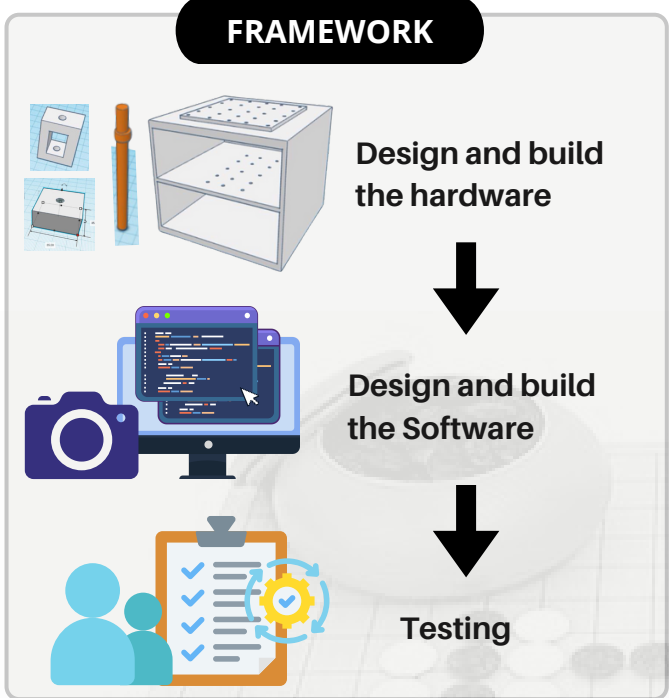 FRAMEWORK
Design and build
the hardware
Design and build
the Software
Testing